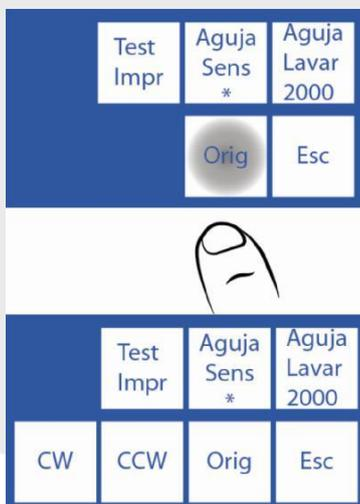 Test Impr
Aguja Sens *
Aguja Lavar 2000
Orig
Esc
Test Impr
Aguja Sens *
Aguja Lavar 2000
CW
CCW
Orig
Esc